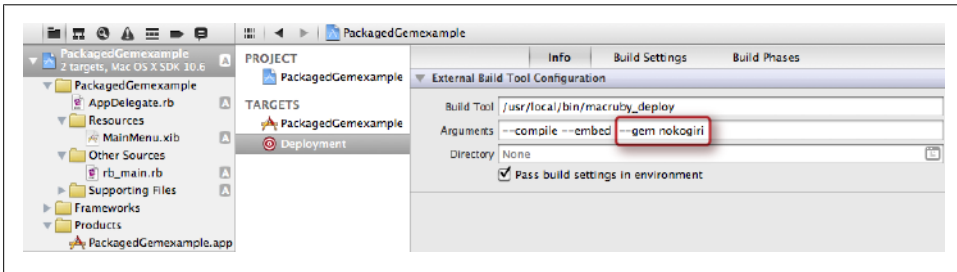 PackagedGemexample
PackagedGemexample
2 targets, Mac OS X SDK 10.6
PackagedGemexample
AppDelegate.rb
A
Resources
MainMenu.xib
A
Other Sources
rb_main.rb
A
Supporting Files
A
Frameworks
Products
PackagedGemexample.app
A
PROJECT
PackagedGemexample
TARGETS
PackagedGemexample
Deployment
Info
Build Settings
Build Phases
External Build Tool Configuration
Build Tool /usr/local/bin/macruby_deploy
Arguments --compile --embed --gem nokogiri
Directory None
Pass build settings in environment